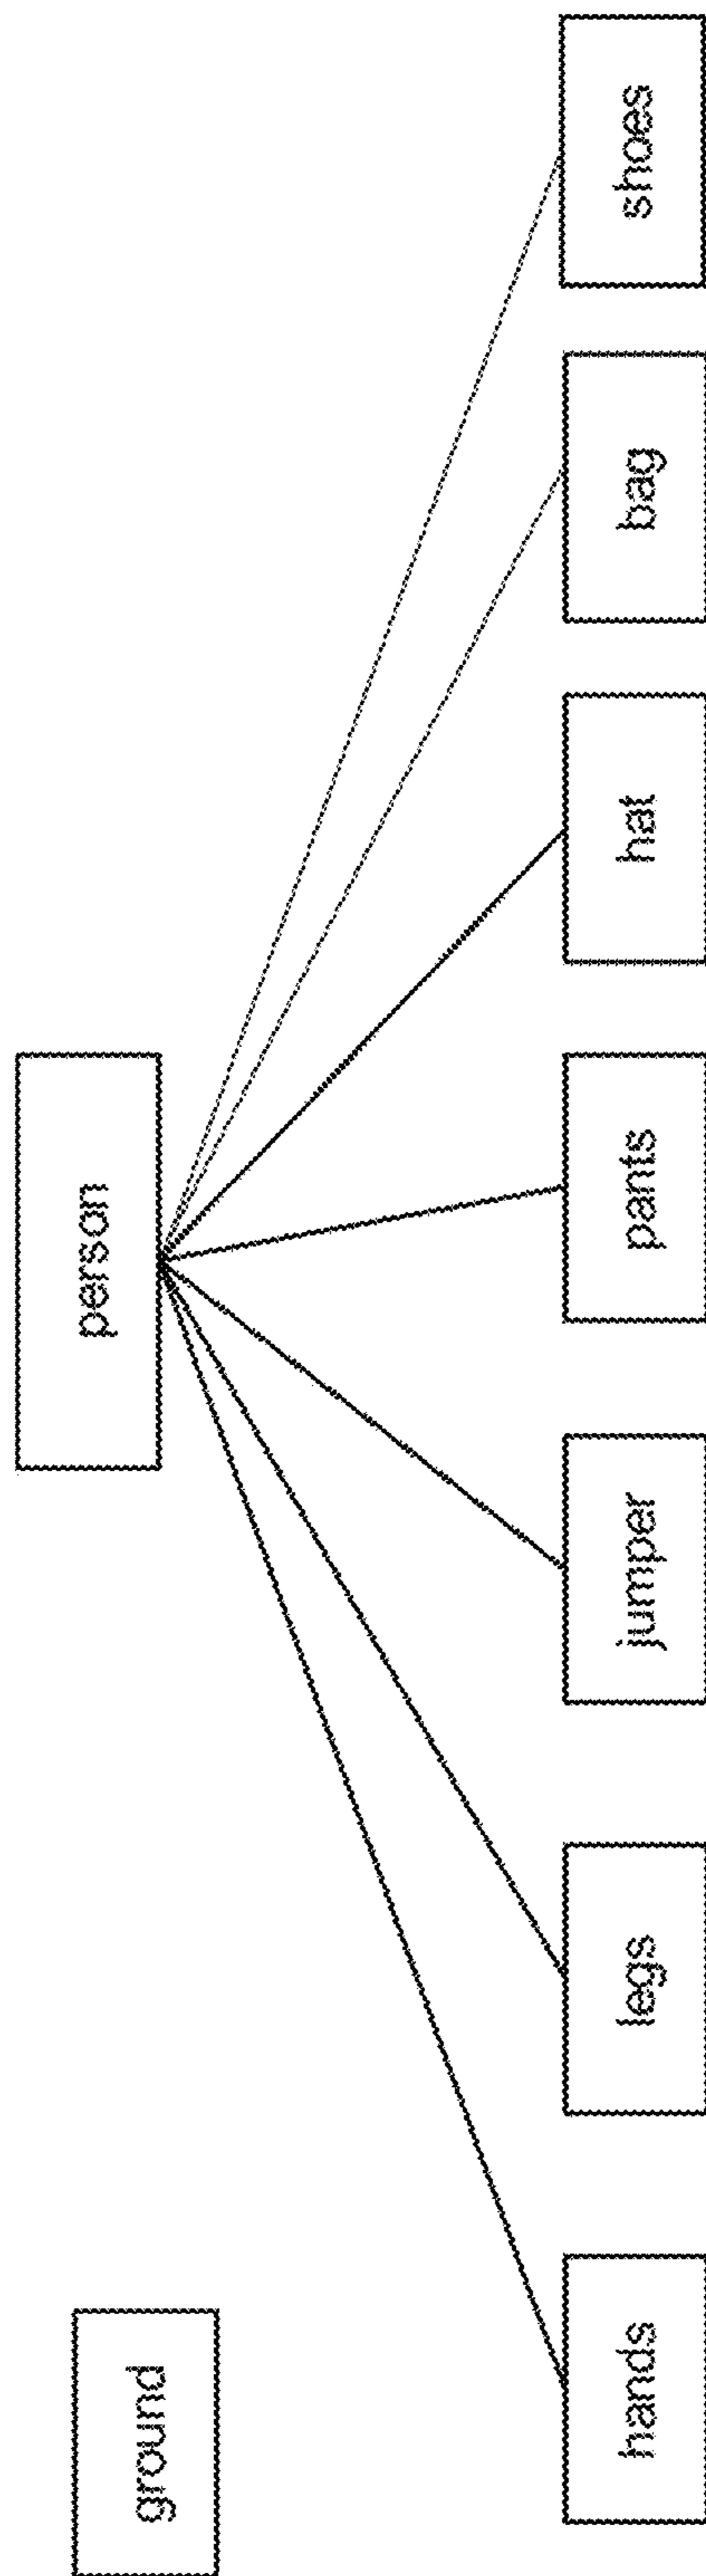 ground
person
hands
legs
jumper
pants
hat
bag
shoes